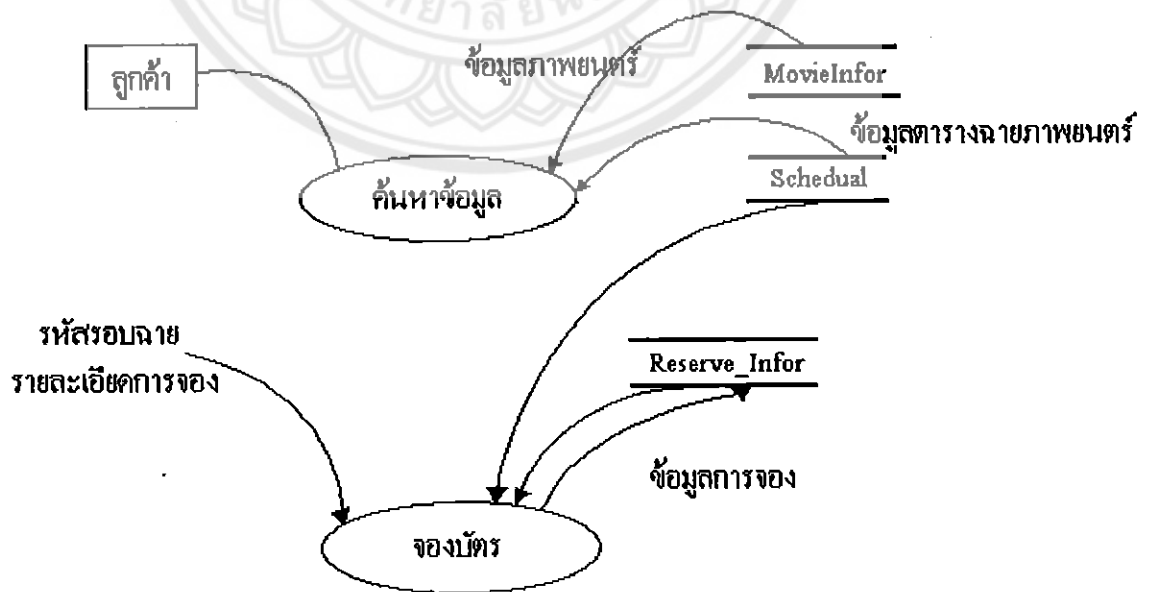 ลูกค้า
ข้อมูลภาพยนตร์
MovieInfor
ข้อมูลตารางฉายภาพยนตร์
Schedual
ค้นหาข้อมูล
รหัสรอบฉาย
รายละเอียดการจอง
Reserve_Infor
ข้อมูลการจอง
จองบัตร